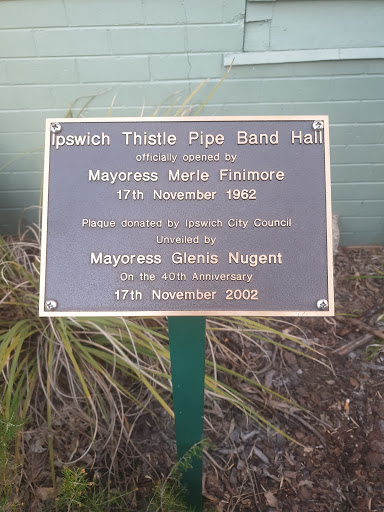 Ipswich Thistle Pipe Band Hall
officially opened by
Mayoress Merle Finimore
17th November 1962
Plaque donated by Ipswich City Council
Unveiled by
Mayoress Glenis Nugent
On the 40th Anniversary
17th November 2002